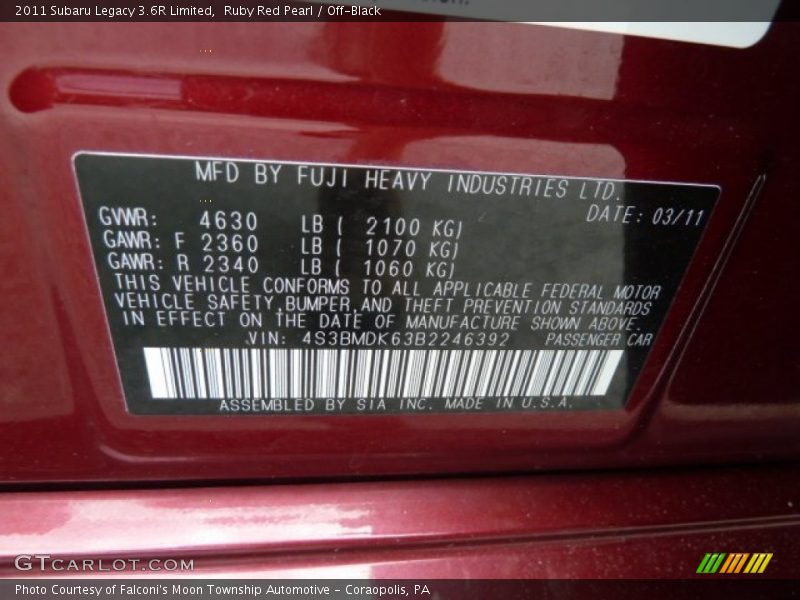 2011 Subaru Legacy 3.6R Limited,  Ruby Red Pearl / Off-Black
MFD BY FUJI HEAVY INDUSTRIES LTD.
DATE: 03/11
GVWR: 4630 LB ( 2100 KG)
GAWR: F 2360 LB ( 1070 KG)
GAWR: R 2340 LB ( 1060 KG)
THIS VEHICLE CONFORMS TO ALL APPLICABLE FEDERAL MOTOR
VEHICLE SAFETY,BUMPER,AND THEFT PREVENTION STANDARDS
IN EFFECT ON THE DATE OF MANUFACTURE SHOWN ABOVE.
VIN: 4S3BMDK63B2246392 PASSENGER CAR
ASSEMBLED BY SIA INC. MADE IN U.S.A.
GTCARLOT.COM
Photo Courtesy of Falconi's Moon Township Automotive - Coraopolis, PA